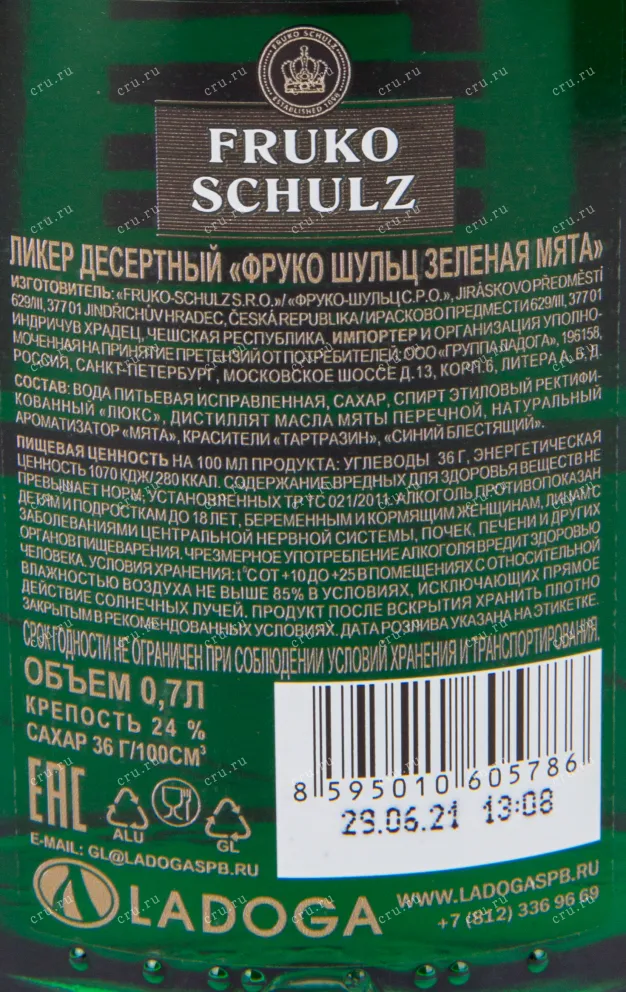 FRUKO SCHULZ
ESTABLISHED 1898
FRUKO
SCHULZ
ЛИКЕР ДЕСЕРТНЫЙ «ФРУКО ШУЛЬЦ ЗЕЛЕНАЯ МЯТА»
ИЗГОТОВИТЕЛЬ: «FRUKO-SCHULZ S.R.O.»/ «ФРУКО-ШУЛЬЦ С.Р.О.», JIRÁSKOVO PŘEDMĚSTÍ
629/III, 377 01 JINDŘICHŮV HRADEC, ČESKÁ REPUBLIKA/ ИРАСКОВО ПРЕДМЕСТИ 629/III, 377 01
ИНДРИЧУВ ХРАДЕЦ, ЧЕШСКАЯ РЕСПУБЛИКА. ИМПОРТЕР И ОРГАНИЗАЦИЯ УПОЛНО-
МОЧЕННАЯ НА ПРИНЯТИЕ ПРЕТЕНЗИЙ ОТ ПОТРЕБИТЕЛЕЙ: ООО «ГРУППА ЛАДОГА», 196158,
РОССИЯ, САНКТ-ПЕТЕРБУРГ, МОСКОВСКОЕ ШОССЕ Д.13, КОРП.6, ЛИТЕРА А, Б, Д.
СОСТАВ: ВОДА ПИТЬЕВАЯ ИСПРАВЛЕННАЯ, САХАР, СПИРТ ЭТИЛОВЫЙ РЕКТИФИ-
КОВАННЫЙ «ЛЮКС», ДИСТИЛЛЯТ МАСЛА МЯТЫ ПЕРЕЧНОЙ, НАТУРАЛЬНЫЙ
АРОМАТИЗАТОР «МЯТА», КРАСИТЕЛИ «ТАРТРАЗИН», «СИНИЙ БЛЕСТЯЩИЙ».
ПИЩЕВАЯ ЦЕННОСТЬ НА 100 МЛ ПРОДУКТА: УГЛЕВОДЫ 36 Г, ЭНЕРГЕТИЧЕСКАЯ
ЦЕННОСТЬ 1070 КДЖ/280 ККАЛ. СОДЕРЖАНИЕ ВРЕДНЫХ ДЛЯ ЗДОРОВЬЯ ВЕЩЕСТВ НЕ
ПРЕВЫШАЕТ НОРМ, УСТАНОВЛЕННЫХ ТР ТС 021/2011. АЛКОГОЛЬ ПРОТИВОПОКАЗАН
ДЕТЯМ И ПОДРОСТКАМ ДО 18 ЛЕТ, БЕРЕМЕННЫМ И КОРМЯЩИМ ЖЕНЩИНАМ, ЛИЦАМ С
ЗАБОЛЕВАНИЯМИ ЦЕНТРАЛЬНОЙ НЕРВНОЙ СИСТЕМЫ, ПОЧЕК, ПЕЧЕНИ И ДРУГИХ
ОРГАНОВ ПИЩЕВАРЕНИЯ. ЧРЕЗМЕРНОЕ УПОТРЕБЛЕНИЕ АЛКОГОЛЯ ВРЕДИТ ЗДОРОВЬЮ
ЧЕЛОВЕКА. УСЛОВИЯ ХРАНЕНИЯ: t°C ОТ +10 ДО +25 В ПОМЕЩЕНИЯХ С ОТНОСИТЕЛЬНОЙ
ВЛАЖНОСТЬЮ ВОЗДУХА НЕ ВЫШЕ 85% В УСЛОВИЯХ, ИСКЛЮЧАЮЩИХ ПРЯМОЕ
ДЕЙСТВИЕ СОЛНЕЧНЫХ ЛУЧЕЙ. ПРОДУКТ ПОСЛЕ ВСКРЫТИЯ ХРАНИТЬ ПЛОТНО
ЗАКРЫТЫМ В РЕКОМЕНДОВАННЫХ УСЛОВИЯХ. ДАТА РОЗЛИВА УКАЗАНА НА ЭТИКЕТКЕ.
СРОК ГОДНОСТИ НЕ ОГРАНИЧЕН ПРИ СОБЛЮДЕНИИ УСЛОВИЙ ХРАНЕНИЯ И ТРАНСПОРТИРОВАНИЯ.
ОБЪЕМ 0,7Л
КРЕПОСТЬ 24 %
САХАР 36 Г/100СМ³
8 595010 605786
23.06.21 13:08
EAC
ALU
GL
E-MAIL: GL@LADOGASPB.RU
LADOGA
WWW.LADOGASPB.RU
+7 (812) 336 96 69
cru.ru